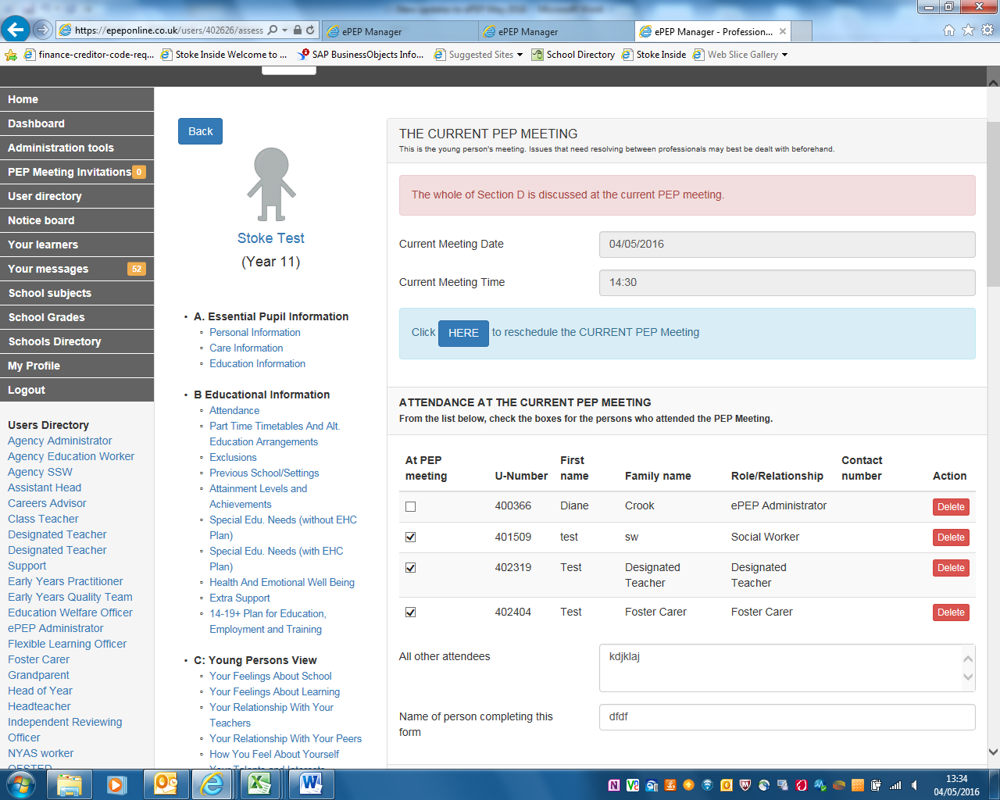 https://epeponline.co.uk/users/402626/assess
ePEP Manager
ePEP Manager
ePEP Manager - Profession...
finance-creditor-code-req...
Stoke Inside Welcome to ...
SAP BusinessObjects Info...
Suggested Sites
School Directory
Stoke Inside
Web Slice Gallery
Home
Dashboard
Administration tools
PEP Meeting Invitations 0
User directory
Notice board
Your learners
Your messages 52
School subjects
School Grades
Schools Directory
My Profile
Logout
Users Directory
Agency Administrator
Agency Education Worker
Agency SSW
Assistant Head
Careers Advisor
Class Teacher
Designated Teacher
Designated Teacher
Support
Early Years Practitioner
Early Years Quality Team
Education Welfare Officer
ePEP Administrator
Flexible Learning Officer
Foster Carer
Grandparent
Head of Year
Headteacher
Independent Reviewing
Officer
NYAS worker
OFSTED
Back
Stoke Test
(Year 11)
A. Essential Pupil Information
Personal Information
Care Information
Education Information
B Educational Information
Attendance
Part Time Timetables And Alt.
Education Arrangements
Exclusions
Previous School/Settings
Attainment Levels and
Achievements
Special Edu. Needs (without EHC
Plan)
Special Edu. Needs (with EHC
Plan)
Health And Emotional Well Being
Extra Support
14-19+ Plan for Education,
Employment and Training
C: Young Persons View
Your Feelings About School
Your Feelings About Learning
Your Relationship With Your
Teachers
Your Relationship With Your Peers
How You Feel About Yourself
Your Talents and Interests
THE CURRENT PEP MEETING
This is the young person's meeting. Issues that need resolving between professionals may best be dealt with beforehand.
The whole of Section D is discussed at the current PEP meeting.
Current Meeting Date 04/05/2016
Current Meeting Time 14:30
Click HERE to reschedule the CURRENT PEP Meeting
ATTENDANCE AT THE CURRENT PEP MEETING
From the list below, check the boxes for the persons who attended the PEP Meeting.
At PEP meeting U-Number First name Family name Role/Relationship Contact number Action
400366 Diane Crook ePEP Administrator Delete
401509 test sw Social Worker Delete
402319 Test Designated Teacher Designated Teacher Delete
402404 Test Foster Carer Foster Carer Delete
All other attendees kdjklaj
Name of person completing this form dfdf
13:34
04/05/2016